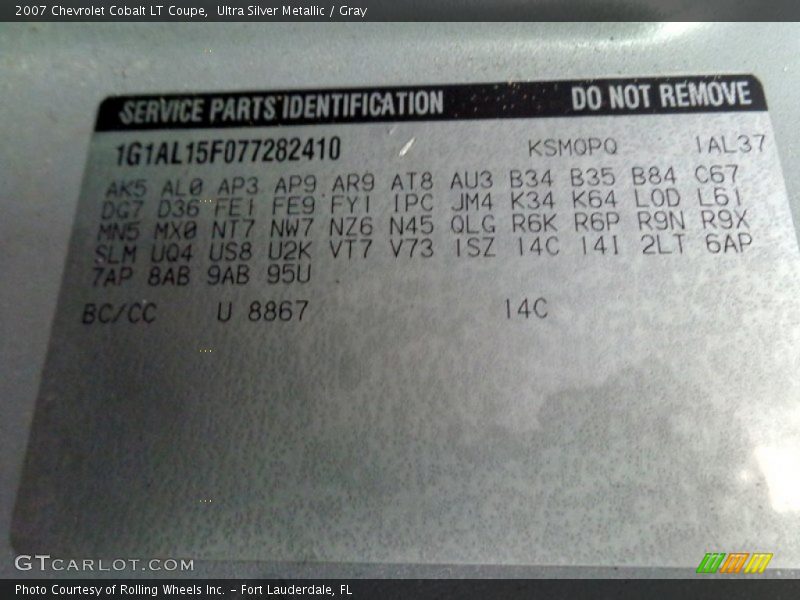 2007 Chevrolet Cobalt LT Coupe,  Ultra Silver Metallic / Gray
SERVICE PARTS IDENTIFICATION DO NOT REMOVE
1G1AL15F077282410 KSMOPQ 1AL37
AK5 AL0 AP3 AP9 AR9 AT8 AU3 B34 B35 B84 C67
DG7 D36 FE1 FE9 FY1 IPC JM4 K34 K64 LOD L61
MN5 MX0 NT7 NW7 NZ6 N45 QLG R6K R6P R9N R9X
SLM UQ4 US8 U2K VT7 V73 1SZ 14C 14I 2LT 6AP
7AP 8AB 9AB 95U
BC/CC U 8867 14C
GTCARLOT.COM
Photo Courtesy of Rolling Wheels Inc. – Fort Lauderdale, FL